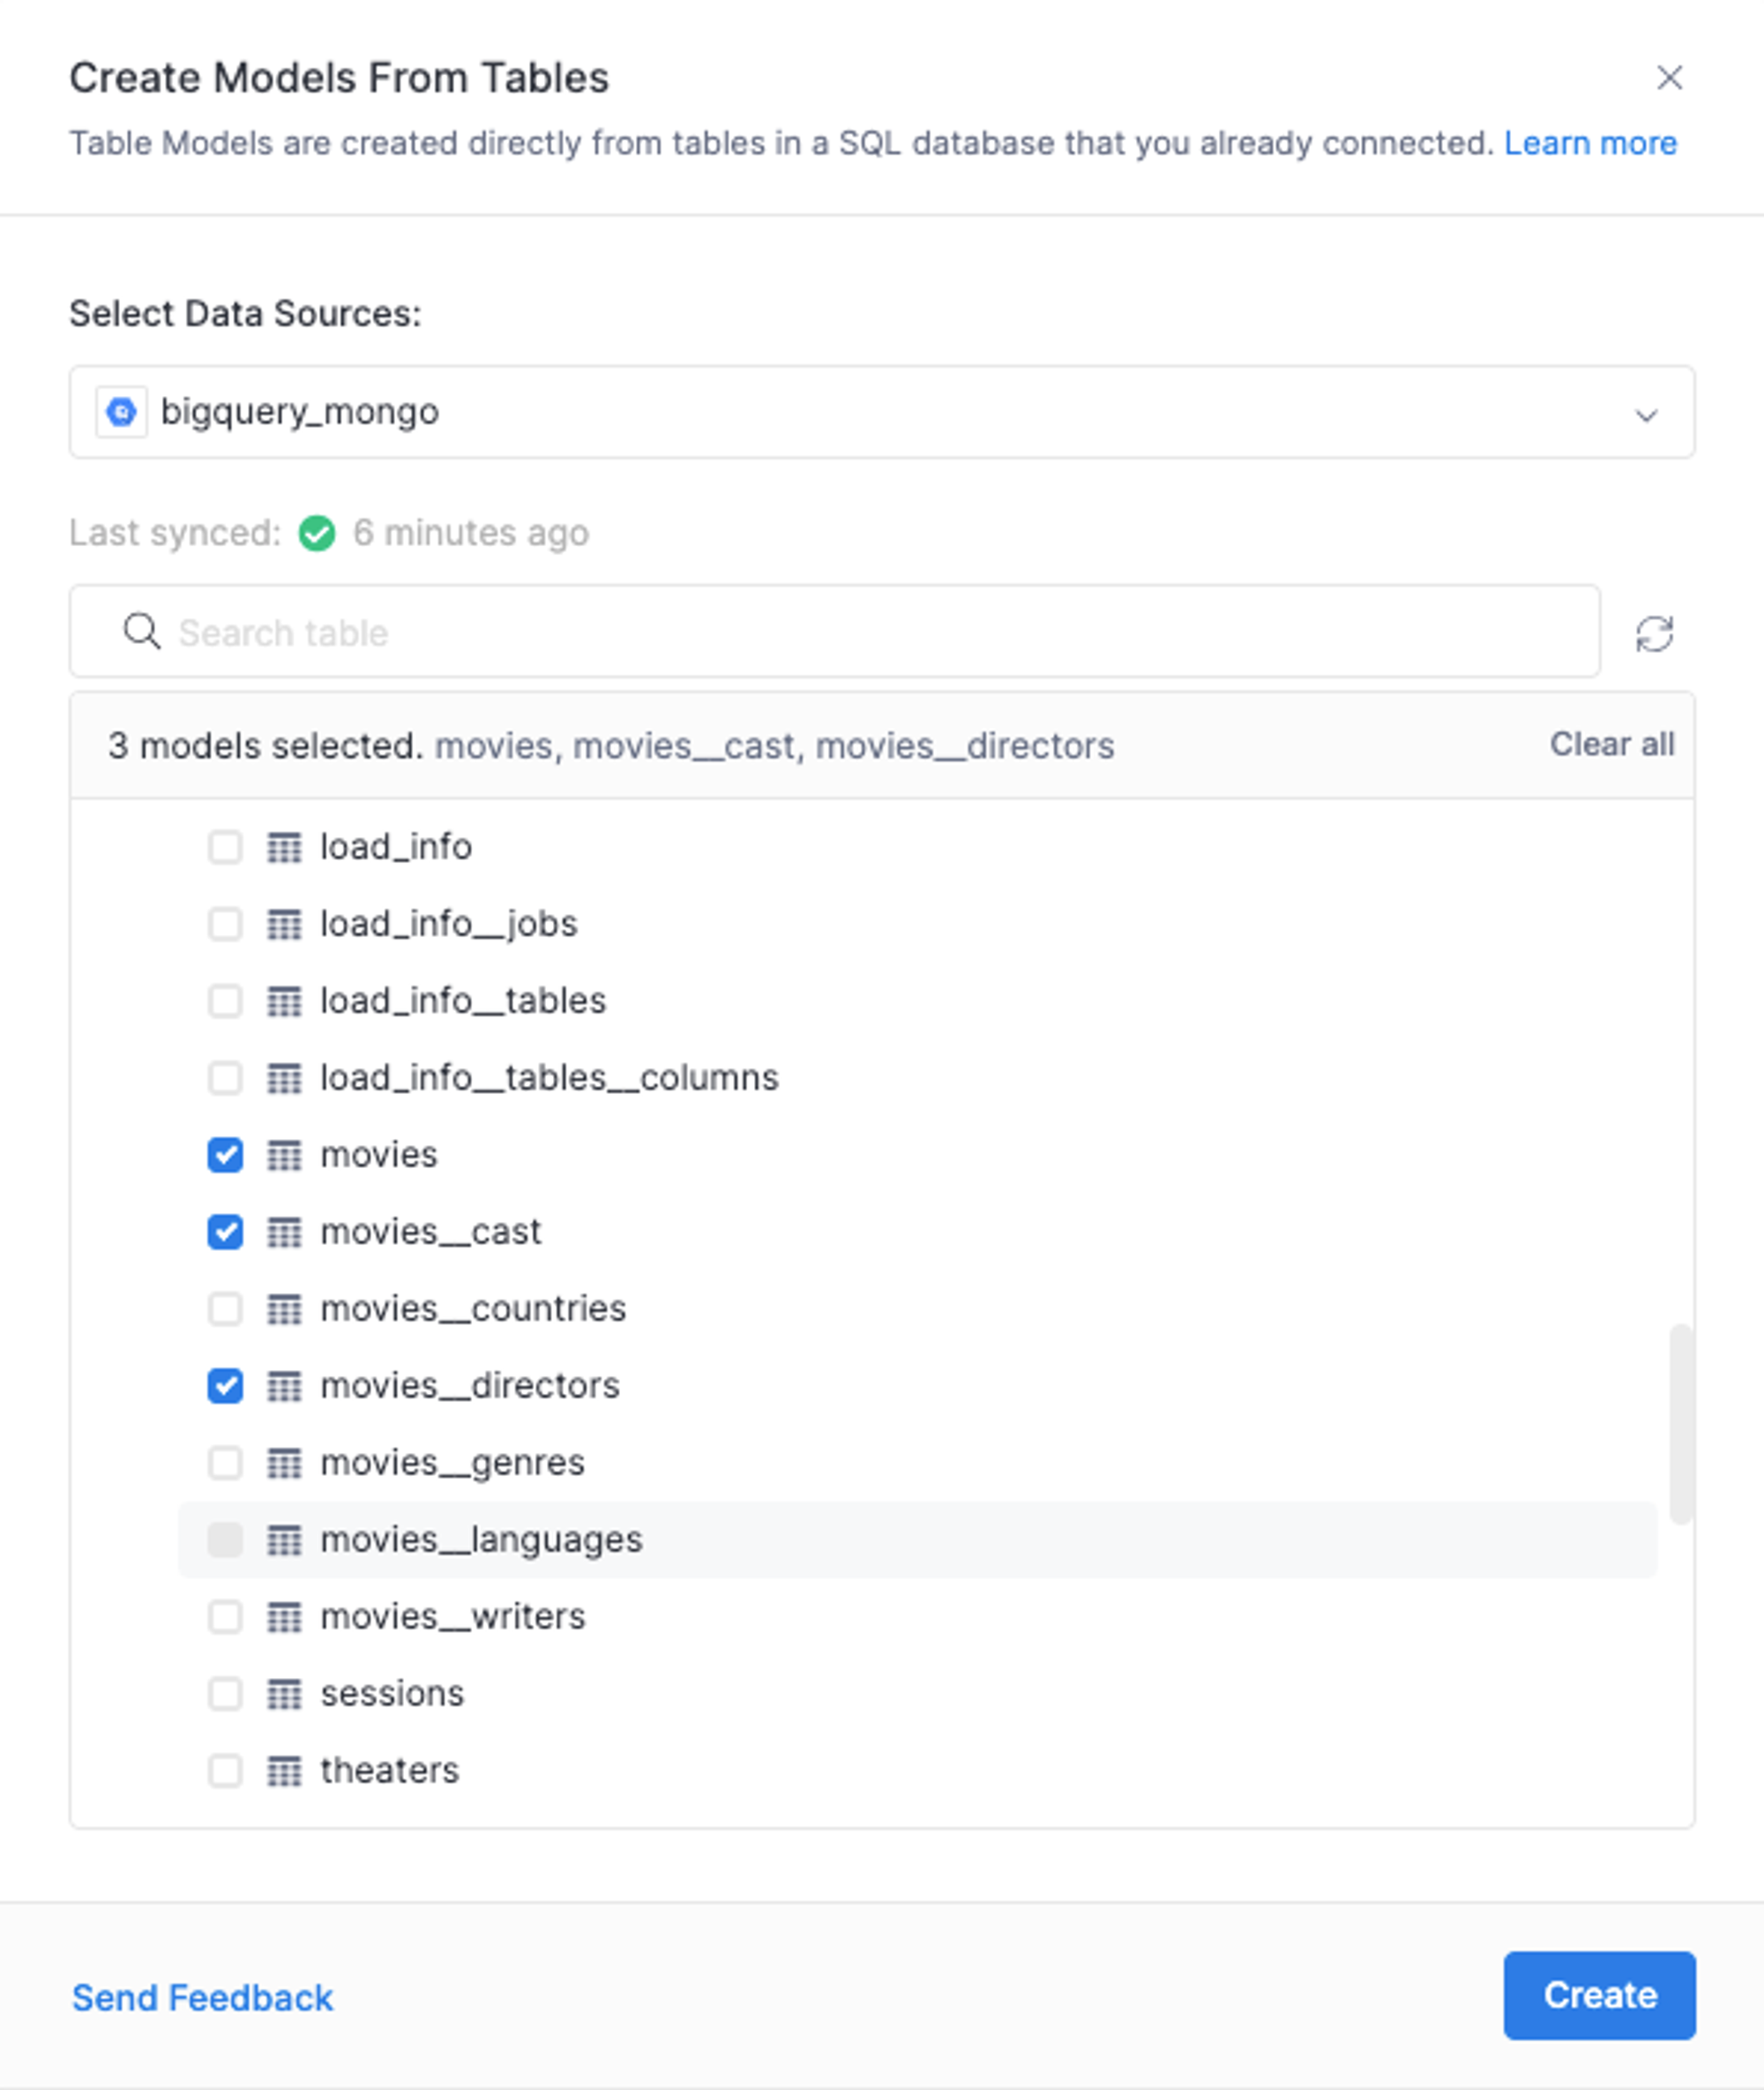 Create Models From Tables
Table Models are created directly from tables in a SQL database that you already connected. Learn more
Select Data Sources:
bigquery_mongo
Last synced: 6 minutes ago
Search table
3 models selected. movies, movies__cast, movies__directors Clear all
load_info
load_info__jobs
load_info__tables
load_info__tables__columns
movies
movies__cast
movies__countries
movies__directors
movies__genres
movies__languages
movies__writers
sessions
theaters
Send Feedback Create